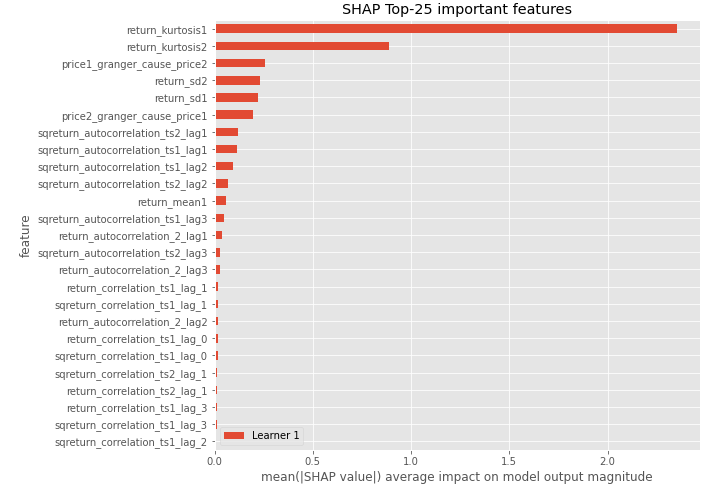 SHAP Top-25 important features
return_kurtosis1
return_kurtosis2
price1_granger_cause_price2
return_sd2
return_sd1
price2_granger_cause_price1
sqreturn_autocorrelation_ts2_lag1
sqreturn_autocorrelation_ts1_lag1
sqreturn_autocorrelation_ts1_lag2
sqreturn_autocorrelation_ts2_lag2
return_mean1
sqreturn_autocorrelation_ts1_lag3
return_autocorrelation_2_lag1
sqreturn_autocorrelation_ts2_lag3
return_autocorrelation_2_lag3
return_correlation_ts1_lag_1
sqreturn_correlation_ts1_lag_1
return_autocorrelation_2_lag2
return_correlation_ts1_lag_0
sqreturn_correlation_ts1_lag_0
sqreturn_correlation_ts2_lag_1
return_correlation_ts2_lag_1
return_correlation_ts1_lag_3
sqreturn_correlation_ts1_lag_3
sqreturn_correlation_ts1_lag_2
feature
Learner 1
0.0 0.5 1.0 1.5 2.0
mean(|SHAP value|) average impact on model output magnitude